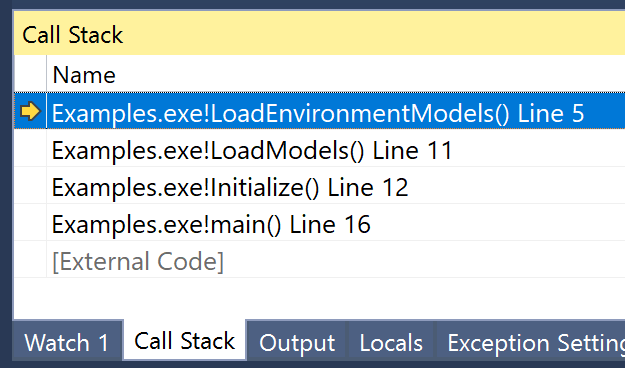 Call Stack
Name
Examples.exe!LoadEnvironmentModels() Line 5
Examples.exe!LoadModels() Line 11
Examples.exe!Initialize() Line 12
Examples.exe!main() Line 16
[External Code]
Watch 1 Call Stack Output Locals Exception Setting